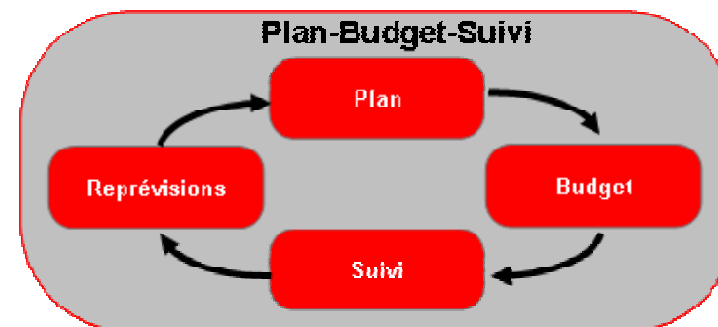 Plan-Budget-Suivi
Plan
Reprévisions
Budget
Suivi